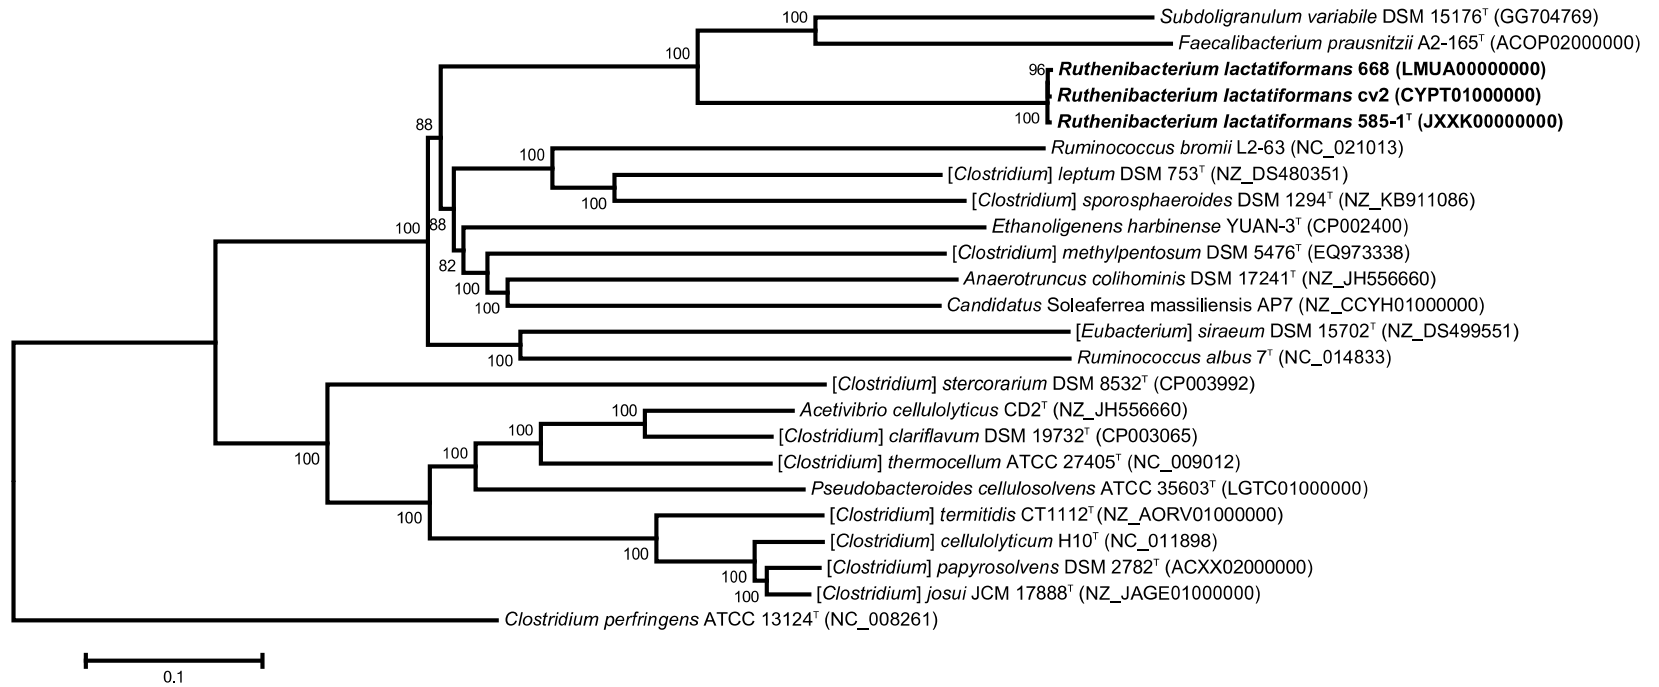 100
Subdoligranulum variabile DSM 15176ᵀ (GG704769)
Faecalibacterium prausnitzii A2-165ᵀ (ACOP02000000)
100
96
Ruthenibacterium lactatiformans 668 (LMUA00000000)
Ruthenibacterium lactatiformans cv2 (CYPT01000000)
100
Ruthenibacterium lactatiformans 585-1ᵀ (JXXK00000000)
88
100
Ruminococcus bromii L2-63 (NC_021013)
[Clostridium] leptum DSM 753ᵀ (NZ_DS480351)
100
[Clostridium] sporosphaeroides DSM 1294ᵀ (NZ_KB911086)
100
88
Ethanoligenens harbinense YUAN-3ᵀ (CP002400)
[Clostridium] methylpentosum DSM 5476ᵀ (EQ973338)
82
Anaerotruncus colihominis DSM 17241ᵀ (NZ_JH556660)
100
100
Candidatus Soleaferrea massiliensis AP7 (NZ_CCYH01000000)
[Eubacterium] siraeum DSM 15702ᵀ (NZ_DS499551)
100
Ruminococcus albus 7ᵀ (NC_014833)
[Clostridium] stercorarium DSM 8532ᵀ (CP003992)
100
Acetivibrio cellulolyticus CD2ᵀ (NZ_JH556660)
100
[Clostridium] clariflavum DSM 19732ᵀ (CP003065)
100
100
[Clostridium] thermocellum ATCC 27405ᵀ (NC_009012)
Pseudobacteroides cellulosolvens ATCC 35603ᵀ (LGTC01000000)
100
[Clostridium] termitidis CT1112ᵀ (NZ_AORV01000000)
[Clostridium] cellulolyticum H10ᵀ (NC_011898)
100
[Clostridium] papyrosolvens DSM 2782ᵀ (ACXX02000000)
100
100
[Clostridium] josui JCM 17888ᵀ (NZ_JAGE01000000)
Clostridium perfringens ATCC 13124ᵀ (NC_008261)
0.1